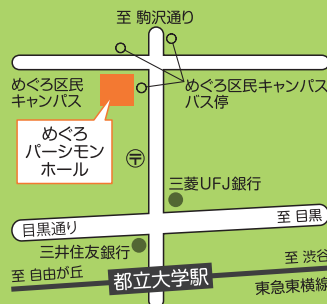 至 駒沢通り
めぐろ区民
キャンパス
めぐろ区民キャンパス
バス停
めぐろ
パーシモン
ホール
〒
三菱UFJ銀行
目黒通り
至 目黒
三井住友銀行
至 渋谷
至 自由が丘
都立大学駅
東急東横線